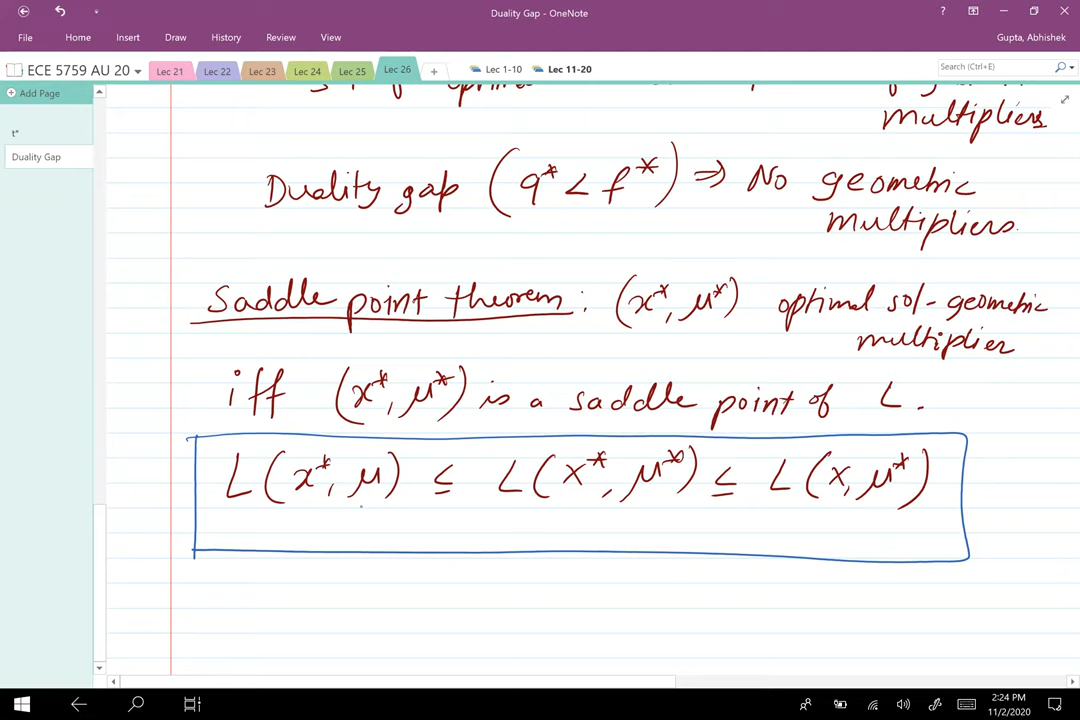 Duality Gap - OneNote
?
File Home Insert Draw History Review View
Gupta, Abhishek
ECE 5759 AU 20
Lec 21 Lec 22 Lec 23 Lec 24 Lec 25 Lec 26 + Lec 1-10 Lec 11-20
Search (Ctrl+E)
Add Page
t*
Duality Gap
multipliers
Duality gap (q* < f*) ⇒ No geometric
multipliers.
Saddle point theorem : (x*, μ*) optimal sol - geometric
multiplier
iff (x*, μ*) is a saddle point of L.
L(x*, μ) ≤ L(x*, μ*) ≤ L(x, μ*)
2:24 PM
11/2/2020